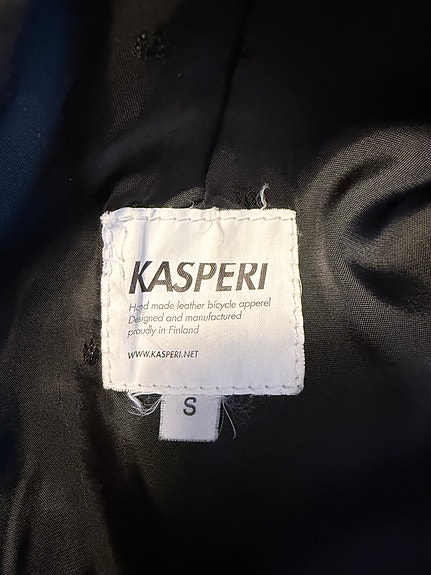 KASPERI
Hand made leather bicycle apperel
Designed and manufactured
proudly in Finland
WWW.KASPERI.NET
S